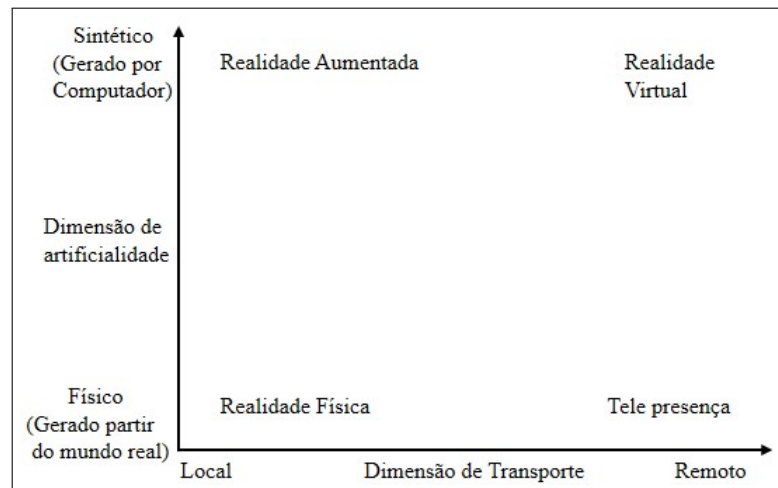 Sintético
(Gerado por
Computador)
Realidade Aumentada
Realidade
Virtual
Dimensão de
artificialidade
Físico
(Gerado partir
do mundo real)
Realidade Física
Tele presença
Local
Dimensão de Transporte
Remoto